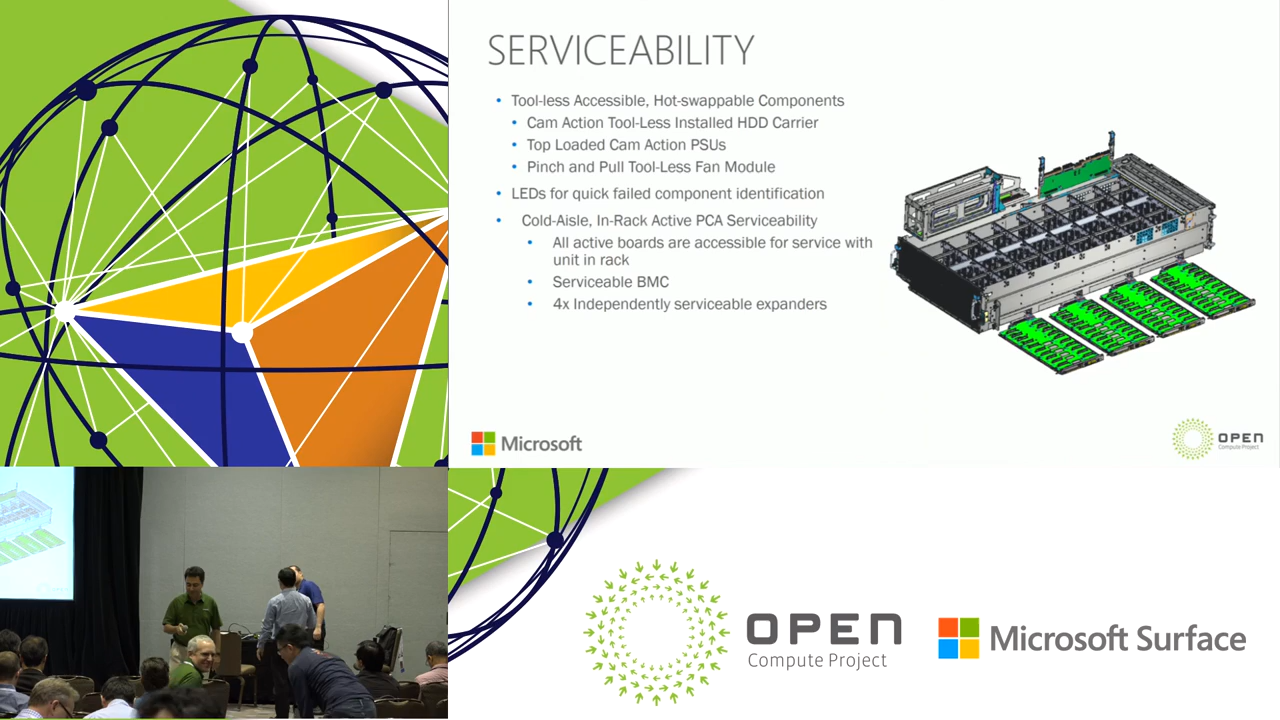 SERVICEABILITY
• Tool-less Accessible, Hot-swappable Components
• Cam Action Tool-Less Installed HDD Carrier
• Top Loaded Cam Action PSUs
• Pinch and Pull Tool-Less Fan Module
• LEDs for quick failed component identification
• Cold-Aisle, In-Rack Active PCA Serviceability
• All active boards are accessible for service with
unit in rack
• Serviceable BMC
• 4x Independently serviceable expanders
Microsoft
OPEN
Compute Project
OPEN
Compute Project
Microsoft Surface